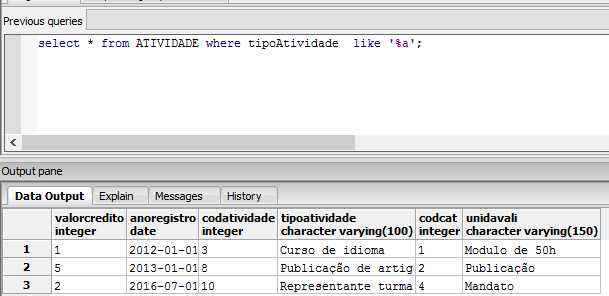 Previous queries
select * from ATIVIDADE where tipoAtividade like '%a';
Output pane
Data Output Explain Messages History
valorcredito anoregistro codatividade tipoatividade codcat unidavali
integer date integer character varying(100) integer character varying(150)
1 1 2012-01-01 3 Curso de idioma 1 Modulo de 50h
2 5 2013-01-01 8 Publicação de artig 2 Publicação
3 2 2016-07-01 10 Representante turma 4 Mandato